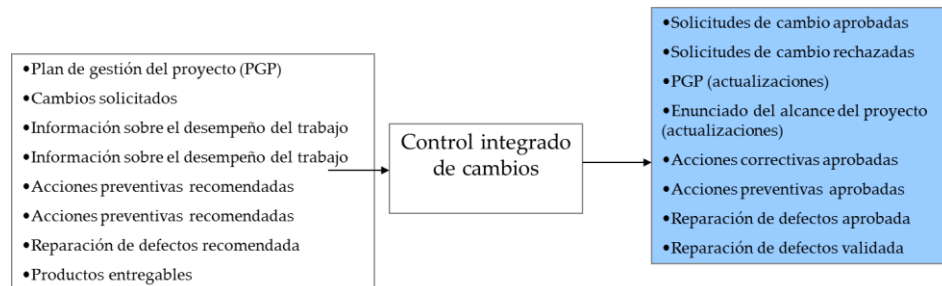 •Plan de gestión del proyecto (PGP)
•Cambios solicitados
•Información sobre el desempeño del trabajo
•Información sobre el desempeño del trabajo
•Acciones preventivas recomendadas
•Acciones preventivas recomendadas
•Reparación de defectos recomendada
•Productos entregables
Control integrado
de cambios
•Solicitudes de cambio aprobadas
•Solicitudes de cambio rechazadas
•PGP (actualizaciones)
•Enunciado del alcance del proyecto
(actualizaciones)
•Acciones correctivas aprobadas
•Acciones preventivas aprobadas
•Reparación de defectos aprobada
•Reparación de defectos validada